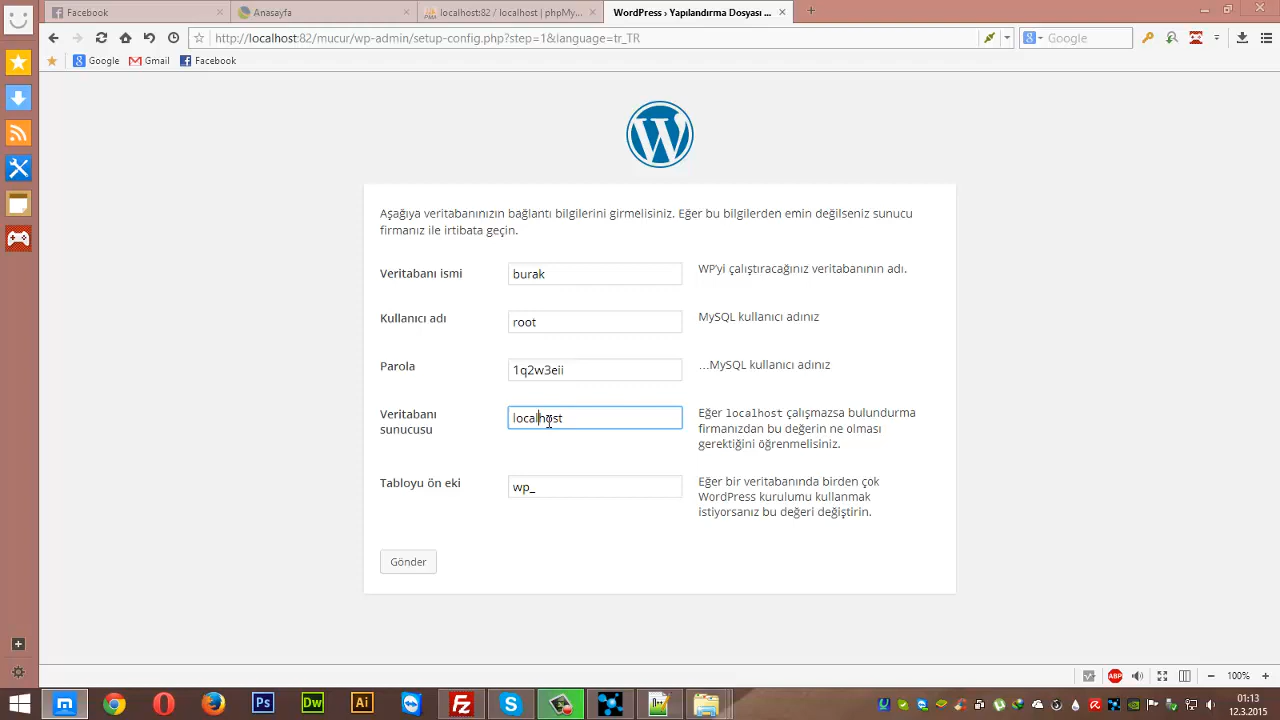 Facebook
Anasayfa
localhost:82 / localhost | phpMy...
WordPress › Yapılandırma Dosyası ...
http://localhost:82/mucur/wp-admin/setup-config.php?step=1&language=tr_TR
Google
Google
Gmail
Facebook
Aşağıya veritabanınızın bağlantı bilgilerini girmelisiniz. Eğer bu bilgilerden emin değilseniz sunucu
firmanız ile irtibata geçin.
Veritabanı ismi
burak
WP'yi çalıştıracağınız veritabanının adı.
Kullanıcı adı
root
MySQL kullanıcı adınız
Parola
1q2w3eii
...MySQL kullanıcı adınız
Veritabanı
sunucusu
localhost
Eğer localhost çalışmazsa bulundurma
firmanızdan bu değerin ne olması
gerektiğini öğrenmelisiniz.
Tabloyu ön eki
wp_
Eğer bir veritabanında birden çok
WordPress kurulumu kullanmak
istiyorsanız bu değeri değiştirin.
Gönder
ABP
100%
Ps
Dw
Ai
Fz
01:13
12.3.2015